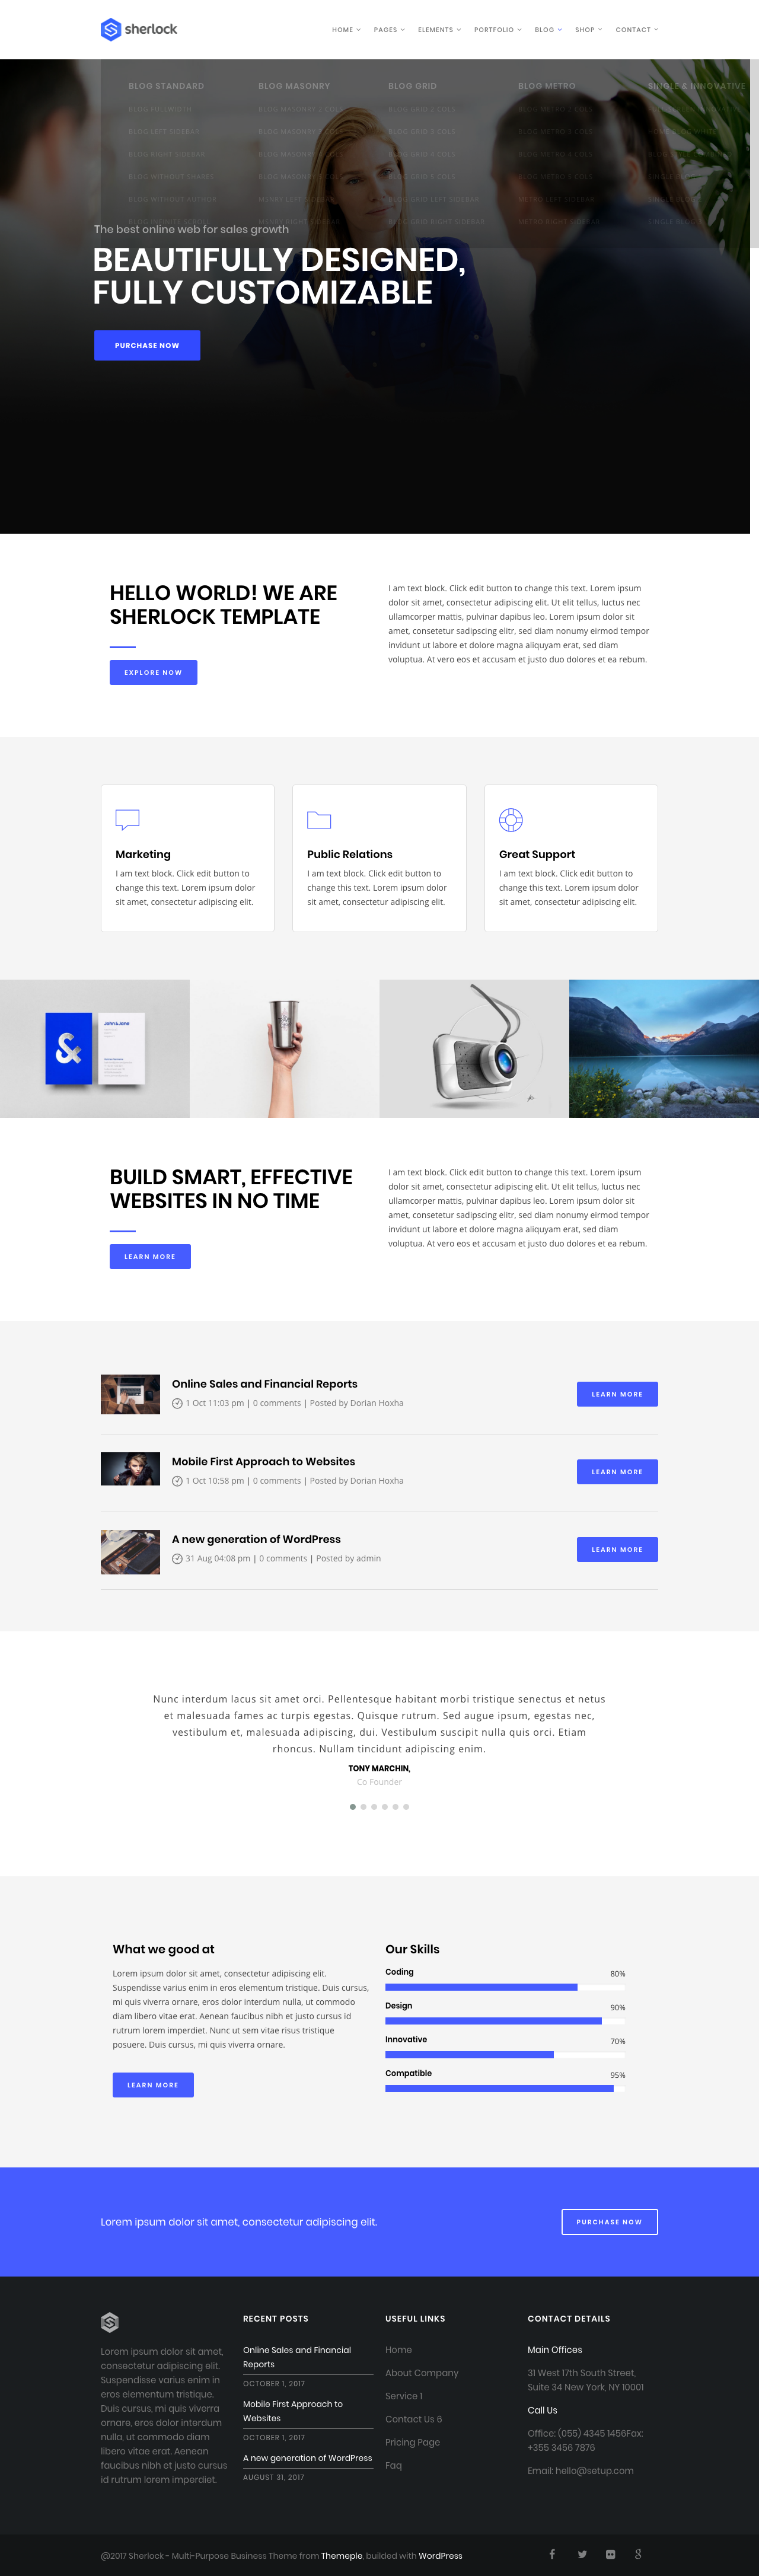 sherlock
HOME PAGES ELEMENTS PORTFOLIO BLOG SHOP CONTACT
BLOG STANDARD BLOG MASONRY BLOG GRID BLOG METRO SINGLE & INNOVATIVE
BLOG FULLWIDTH BLOG MASONRY 2 COLS BLOG GRID 2 COLS BLOG METRO 2 COLS
BLOG LEFT SIDEBAR BLOG MASONRY 3 COLS BLOG GRID 3 COLS BLOG METRO 3 COLS
BLOG RIGHT SIDEBAR BLOG MASONRY 4 COLS BLOG GRID 4 COLS BLOG METRO 4 COLS
BLOG WITHOUT SHARES BLOG MASONRY 5 COLS BLOG GRID 5 COLS BLOG METRO 5 COLS
BLOG WITHOUT AUTHOR MSNRY LEFT SIDEBAR BLOG GRID LEFT SIDEBAR METRO LEFT SIDEBAR
BLOG INFINITE SCROLL MSNRY RIGHT SIDEBAR BLOG GRID RIGHT SIDEBAR METRO RIGHT SIDEBAR
The best online web for sales growth
BEAUTIFULLY DESIGNED,
FULLY CUSTOMIZABLE
PURCHASE NOW
HELLO WORLD! WE ARE
SHERLOCK TEMPLATE
EXPLORE NOW
I am text block. Click edit button to change this text. Lorem ipsum
dolor sit amet, consectetur adipiscing elit. Ut elit tellus, luctus nec
ullamcorper mattis, pulvinar dapibus leo. Lorem ipsum dolor sit
amet, consetetur sadipscing elitr, sed diam nonumy eirmod tempor
invidunt ut labore et dolore magna aliquyam erat, sed diam
voluptua. At vero eos et accusam et justo duo dolores et ea rebum.
Marketing
I am text block. Click edit button to
change this text. Lorem ipsum dolor
sit amet, consectetur adipiscing elit.
Public Relations
I am text block. Click edit button to
change this text. Lorem ipsum dolor
sit amet, consectetur adipiscing elit.
Great Support
I am text block. Click edit button to
change this text. Lorem ipsum dolor
sit amet, consectetur adipiscing elit.
&
John&Jane
BUILD SMART, EFFECTIVE
WEBSITES IN NO TIME
LEARN MORE
I am text block. Click edit button to change this text. Lorem ipsum
dolor sit amet, consectetur adipiscing elit. Ut elit tellus, luctus nec
ullamcorper mattis, pulvinar dapibus leo. Lorem ipsum dolor sit
amet, consetetur sadipscing elitr, sed diam nonumy eirmod tempor
invidunt ut labore et dolore magna aliquyam erat, sed diam
voluptua. At vero eos et accusam et justo duo dolores et ea rebum.
Online Sales and Financial Reports
1 Oct 11:03 pm | 0 comments | Posted by Dorian Hoxha
LEARN MORE
Mobile First Approach to Websites
1 Oct 10:58 pm | 0 comments | Posted by Dorian Hoxha
LEARN MORE
A new generation of WordPress
31 Aug 04:08 pm | 0 comments | Posted by admin
LEARN MORE
Nunc interdum lacus sit amet orci. Pellentesque habitant morbi tristique senectus et netus
et malesuada fames ac turpis egestas. Quisque rutrum. Sed augue ipsum, egestas nec,
vestibulum et, malesuada adipiscing, dui. Vestibulum suscipit nulla quis orci. Etiam
rhoncus. Nullam tincidunt adipiscing enim.
TONY MARCHIN,
Co Founder
What we good at
Lorem ipsum dolor sit amet, consectetur adipiscing elit.
Suspendisse varius enim in eros elementum tristique. Duis cursus,
mi quis viverra ornare, eros dolor interdum nulla, ut commodo
diam libero vitae erat. Aenean faucibus nibh et justo cursus id
rutrum lorem imperdiet. Nunc ut sem vitae risus tristique
posuere. Duis cursus, mi quis viverra ornare.
LEARN MORE
Our Skills
Coding 80%
Design 90%
Innovative 70%
Compatible 95%
Lorem ipsum dolor sit amet, consectetur adipiscing elit.
PURCHASE NOW
Lorem ipsum dolor sit amet,
consectetur adipiscing elit.
Suspendisse varius enim in
eros elementum tristique.
Duis cursus, mi quis viverra
ornare, eros dolor interdum
nulla, ut commodo diam
libero vitae erat. Aenean
faucibus nibh et justo cursus
id rutrum lorem imperdiet.
RECENT POSTS
Online Sales and Financial
Reports
OCTOBER 1, 2017
Mobile First Approach to
Websites
OCTOBER 1, 2017
A new generation of WordPress
AUGUST 31, 2017
USEFUL LINKS
Home
About Company
Service 1
Contact Us 6
Pricing Page
Faq
CONTACT DETAILS
Main Offices
31 West 17th South Street,
Suite 34 New York, NY 10001
Call Us
Office: (055) 4345 1456Fax:
+355 3456 7876
Email: hello@setup.com
@2017 Sherlock - Multi-Purpose Business Theme from Themeple, builded with WordPress